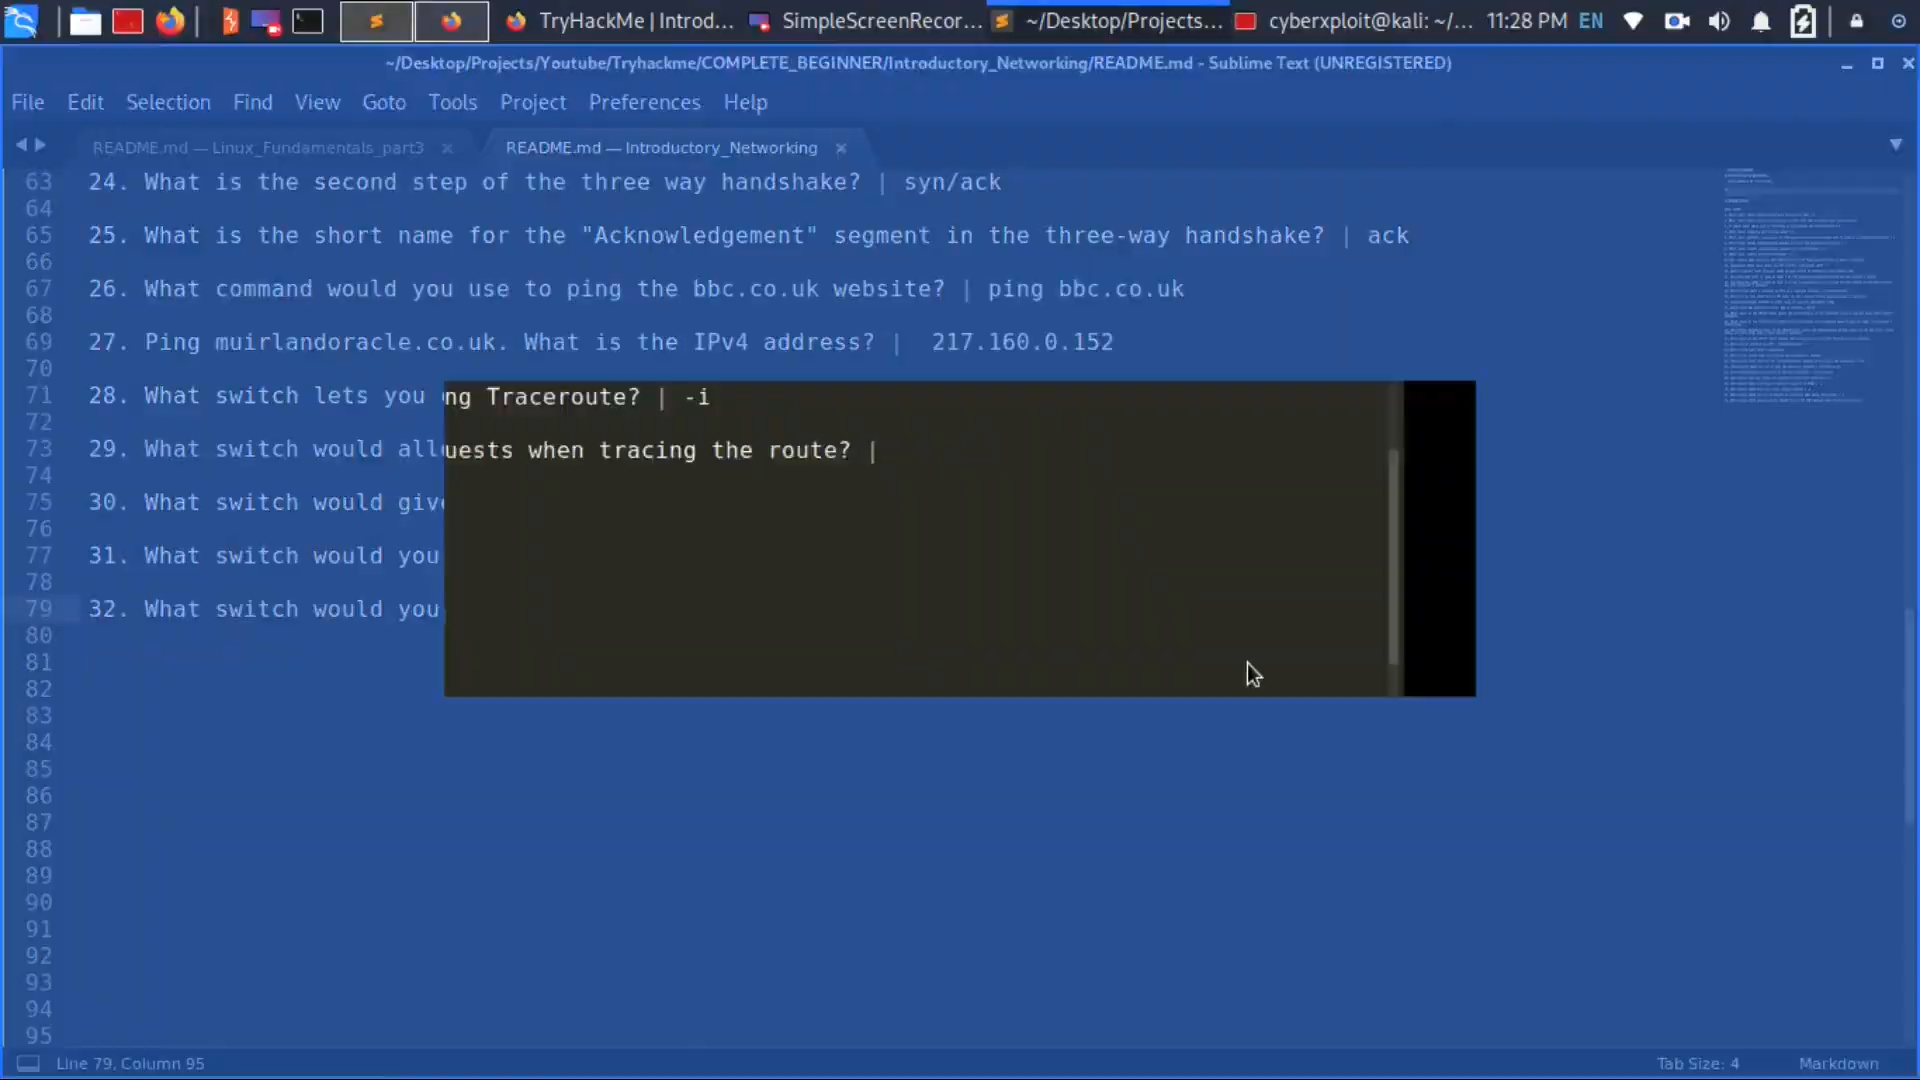 TryHackMe | Introd...
SimpleScreenRecor...
~/Desktop/Projects...
cyberxploit@kali: ~/...
11:28 PM
EN
~/Desktop/Projects/Youtube/Tryhackme/COMPLETE_BEGINNER/Introductory_Networking/README.md - Sublime Text (UNREGISTERED)
File Edit Selection Find View Goto Tools Project Preferences Help
README.md — Linux_Fundamentals_part3
README.md — Introductory_Networking
63 24. What is the second step of the three way handshake? | syn/ack
64
65 25. What is the short name for the "Acknowledgement" segment in the three-way handshake? | ack
66
67 26. What command would you use to ping the bbc.co.uk website? | ping bbc.co.uk
68
69 27. Ping muirlandoracle.co.uk. What is the IPv4 address? | 217.160.0.152
70
71 28. What switch lets you ng Traceroute? | -i
72
73 29. What switch would all uests when tracing the route? |
74
75 30. What switch would give
76
77 31. What switch would you
78
79 32. What switch would you
80
81
82
83
84
85
86
87
88
89
90
91
92
93
94
95
Line 79, Column 95
Tab Size: 4
Markdown